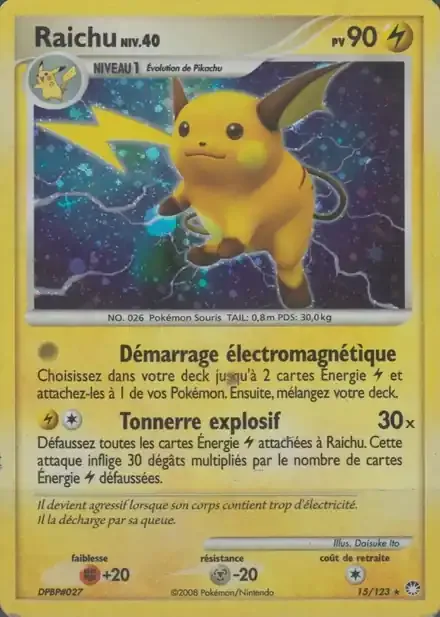 Raichu NIV.40
PV 90
NIVEAU 1 Évolution de Pikachu
NO. 026 Pokémon Souris TAIL: 0,8m PDS: 30,0kg
Démarrage électromagnétique
Choisissez dans votre deck jusqu'à 2 cartes Énergie et
attachez-les à 1 de vos Pokémon. Ensuite, mélangez votre deck.
Tonnerre explosif 30x
Défaussez toutes les cartes Énergie attachées à Raichu. Cette
attaque inflige 30 dégâts multipliés par le nombre de cartes
Énergie défaussées.
Il devient agressif lorsque son corps contient trop d'électricité.
Il la décharge par sa queue.
Illus. Daisuke Ito
faiblesse résistance coût de retraite
+20 -20
DPBP#027 ©2008 Pokémon/Nintendo 15/123 ★